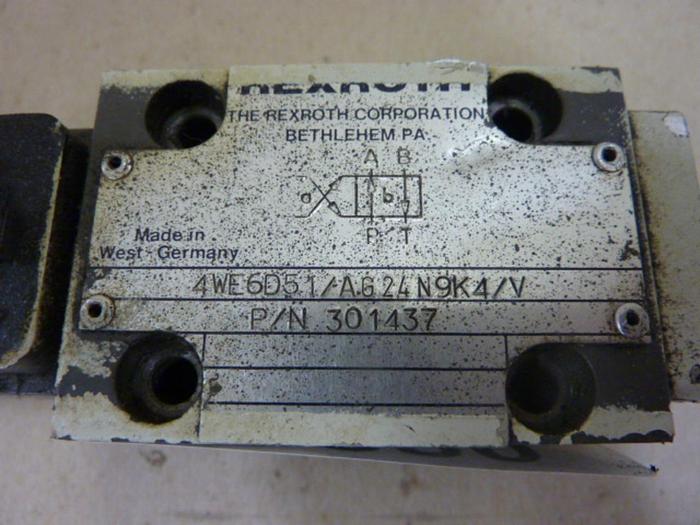 REXROTH
THE REXROTH CORPORATION
BETHLEHEM PA.
A B
a b
P T
Made in
West-Germany
4WE6D51/AG24N9K4/V
P/N 301437